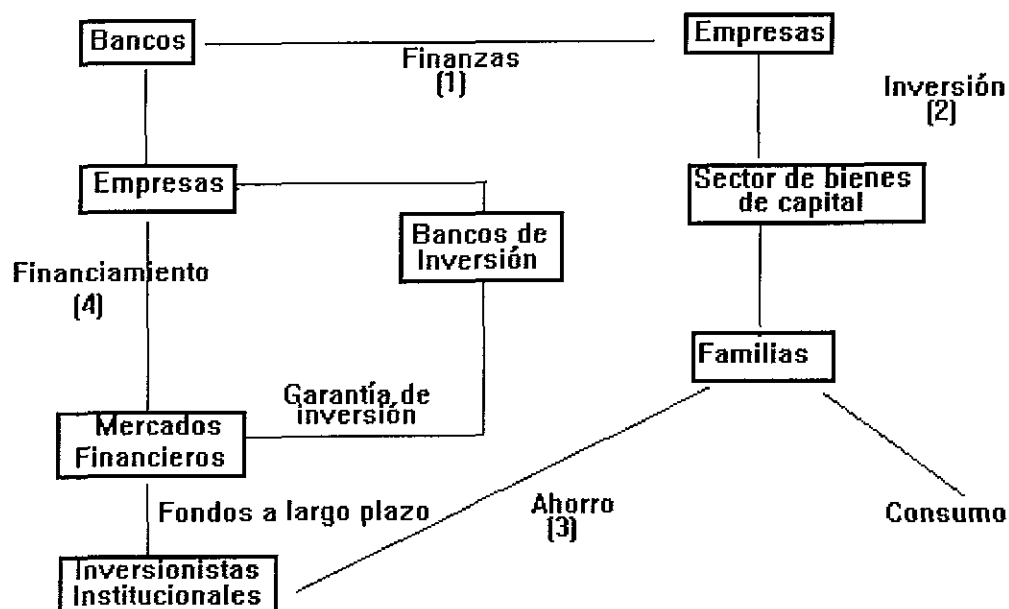 Bancos
Empresas
Finanzas
(1)
Inversión
(2)
Empresas
Sector de bienes
de capital
Bancos de
Inversión
Financiamiento
(4)
Familias
Garantía de
inversión
Mercados
Financieros
Ahorro
(3)
Fondos a largo plazo
Consumo
Inversionistas
Institucionales